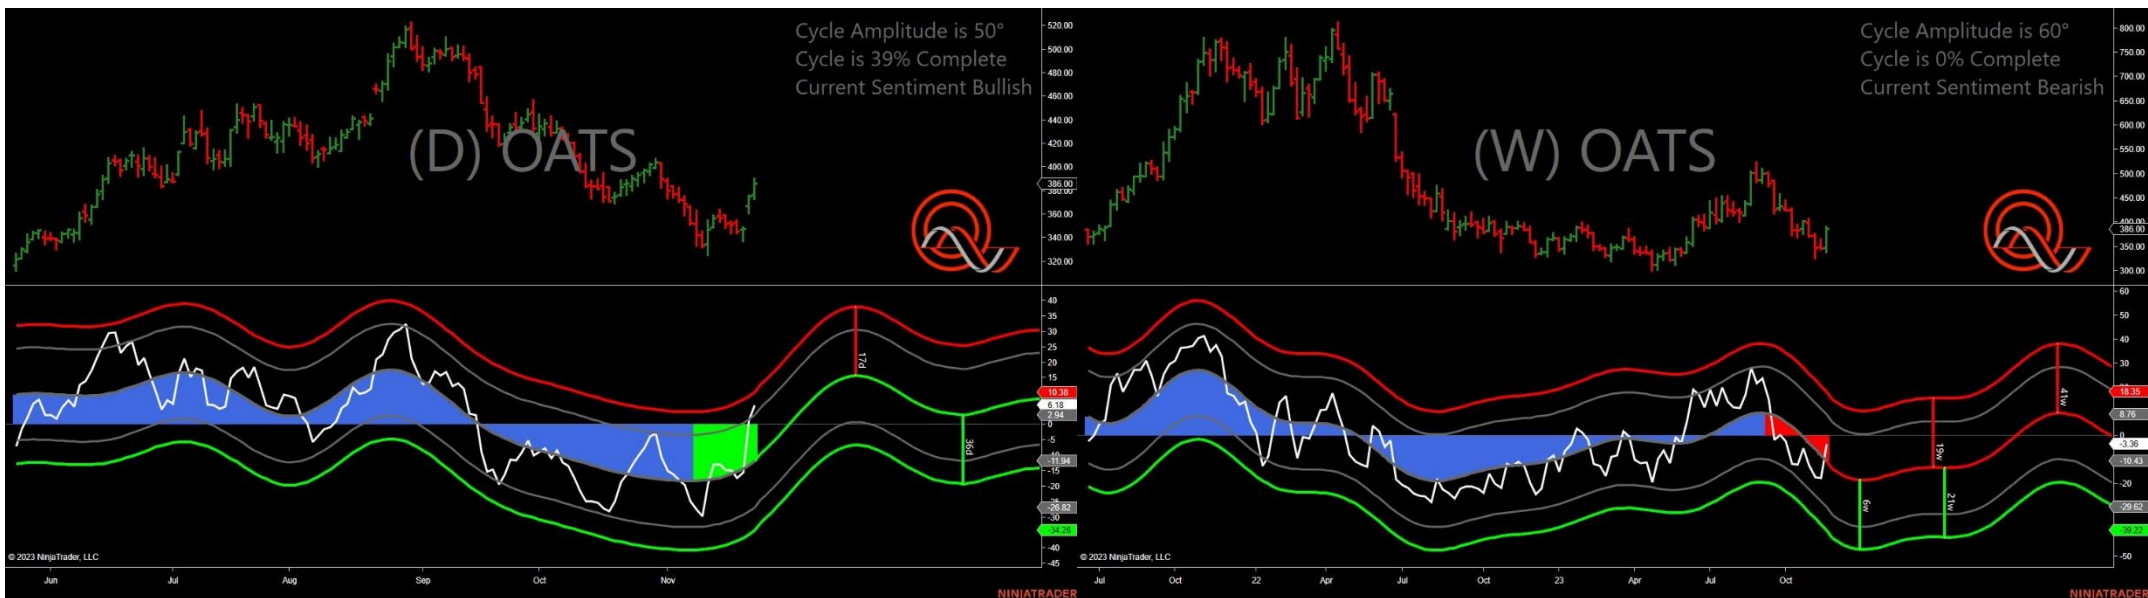 Cycle Amplitude is 50°
Cycle is 39% Complete
Current Sentiment Bullish
(D) OATS
520.00
500.00
480.00
460.00
440.00
420.00
400.00
386.00
380.00
360.00
340.00
320.00
40
35
30
25
20
15
10.38
6.18
2.94
0
-5
-11.94
-15
-20
-26.82
-30
-34.26
-40
-45
17d
36d
© 2023 NinjaTrader, LLC
Jun
Jul
Aug
Sep
Oct
Nov
NINJATRADER
Cycle Amplitude is 60°
Cycle is 0% Complete
Current Sentiment Bearish
(W) OATS
800.00
750.00
700.00
650.00
600.00
550.00
500.00
450.00
400.00
386.00
350.00
300.00
60
50
40
30
18.35
8.76
0
-3.36
-10.43
-20
-29.62
-39.22
-50
6w
19w
21w
41w
© 2023 NinjaTrader, LLC
Jul
Oct
22
Apr
Jul
Oct
23
Apr
Jul
Oct
NINJATRADER